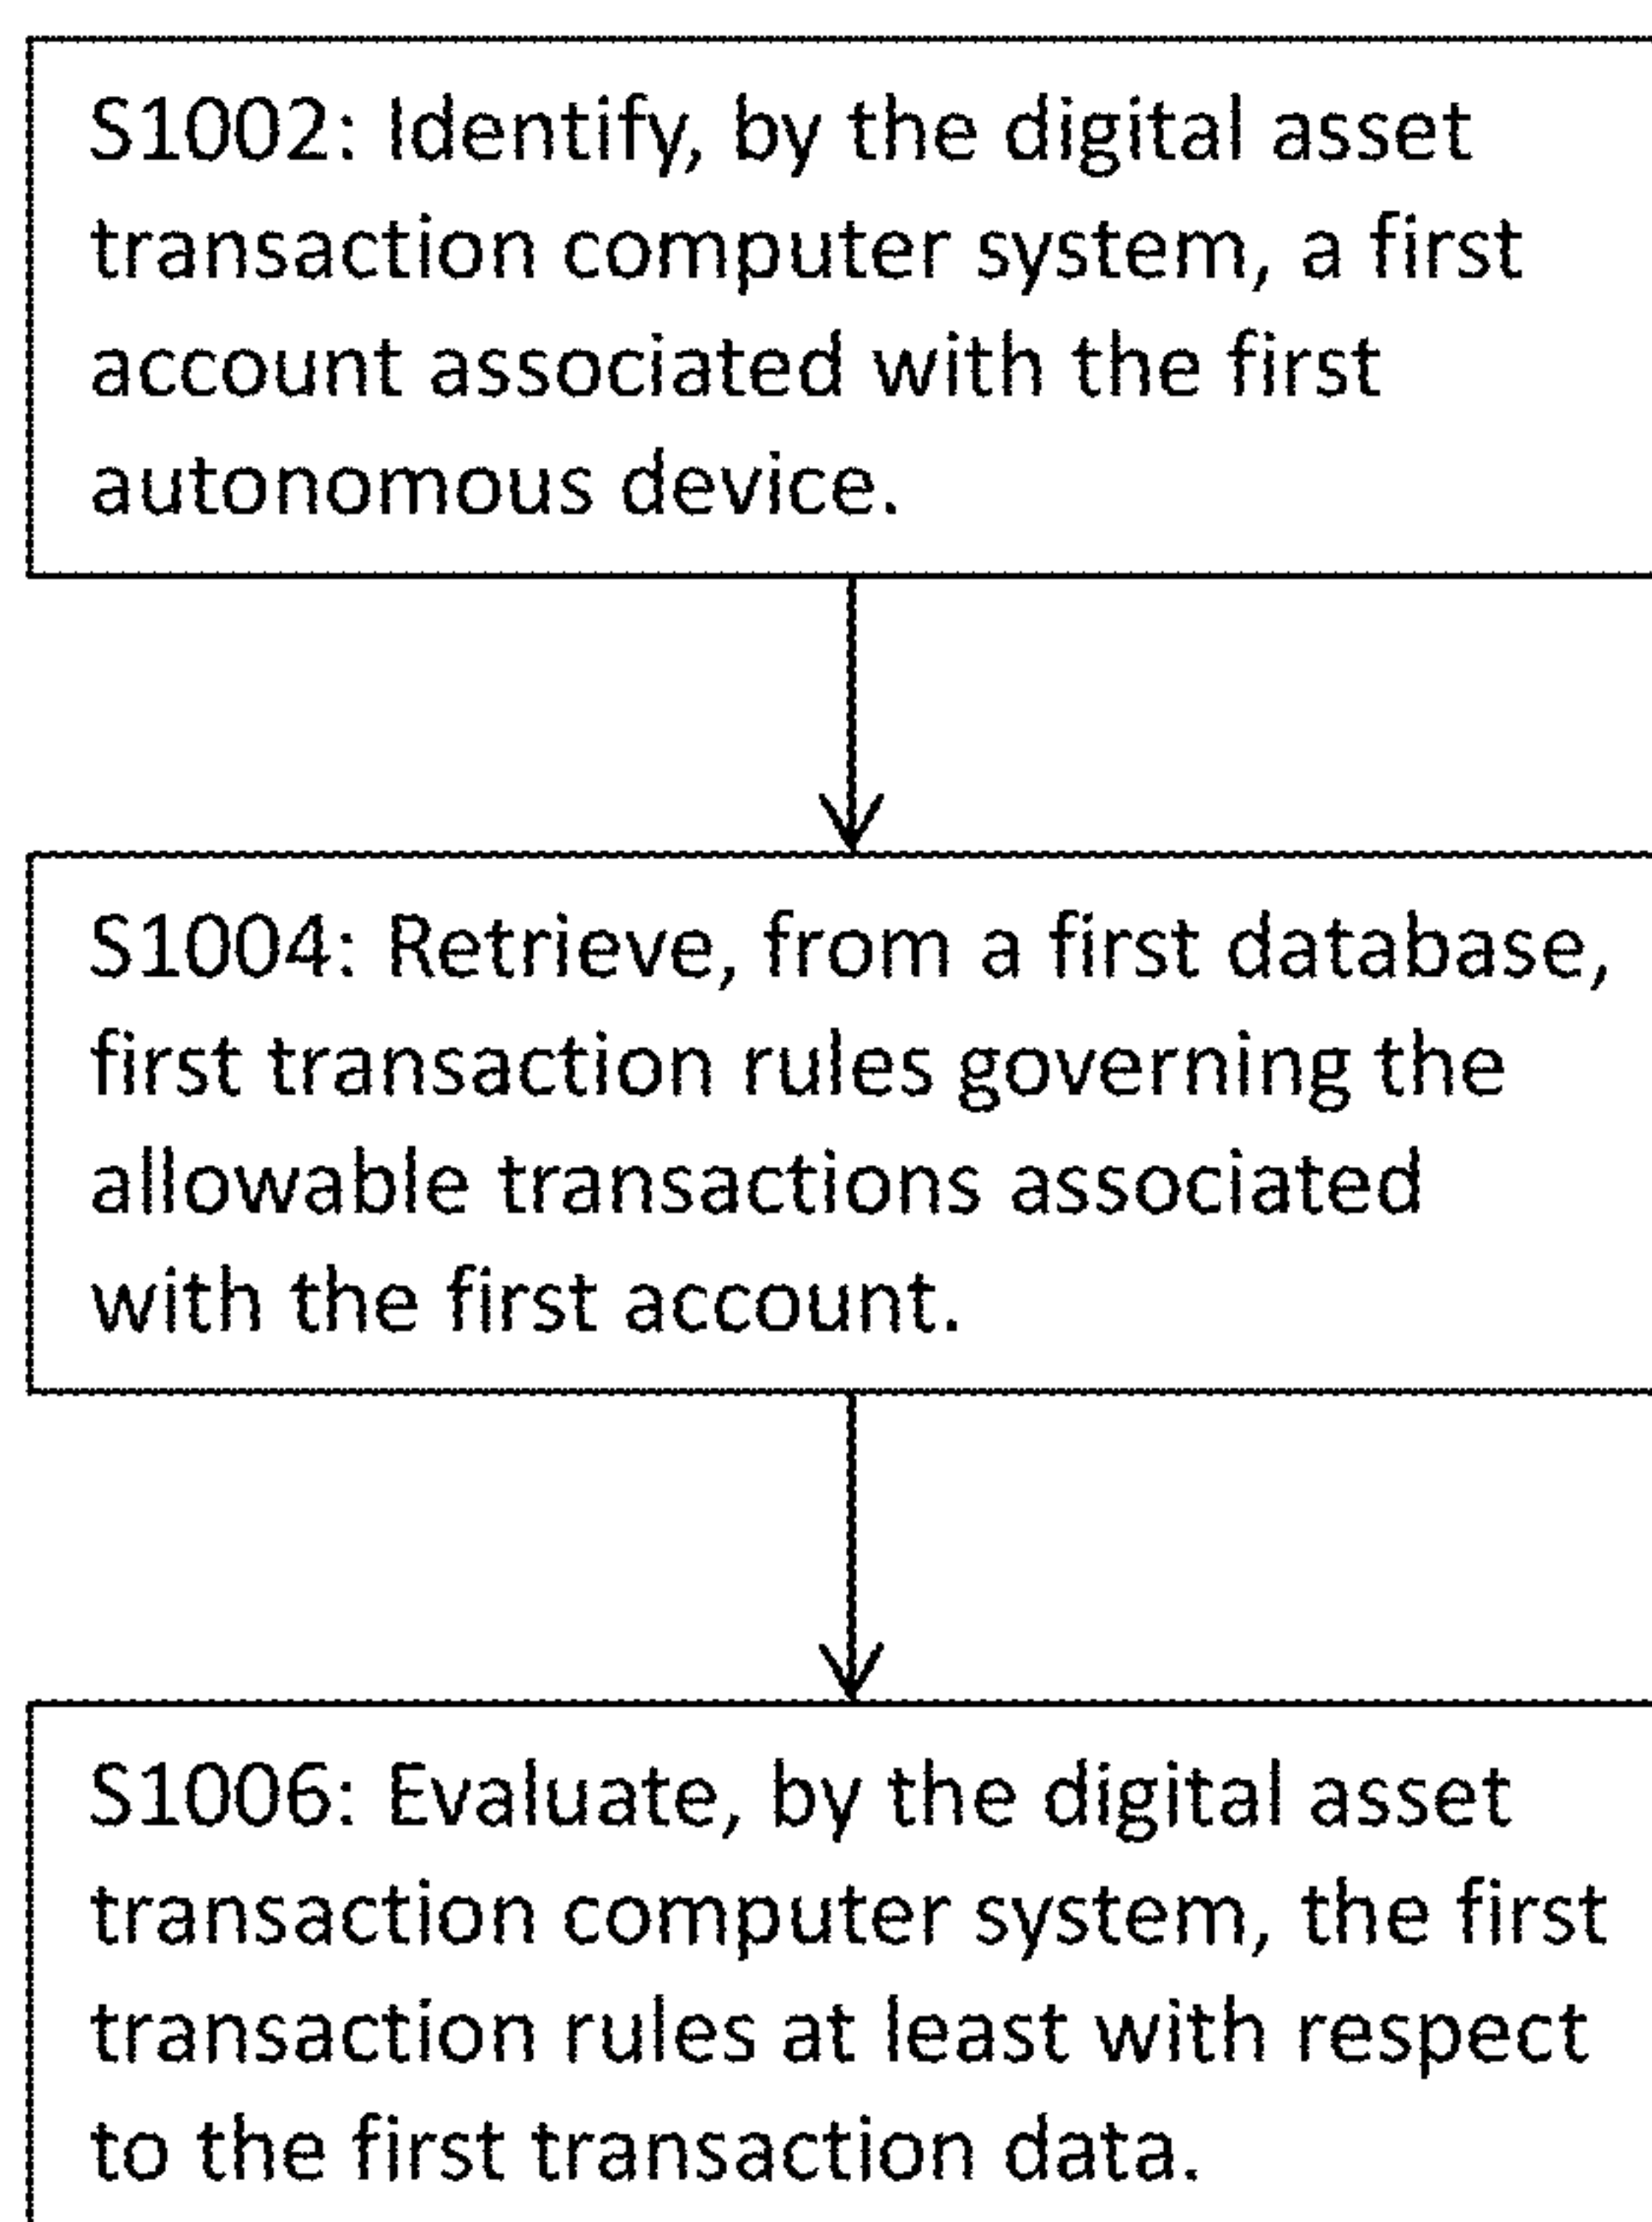 S1002: Identify, by the digital asset
transaction computer system, a first
account associated with the first
autonomous device.
S1004: Retrieve, from a first database,
first transaction rules governing the
allowable transactions associated
with the first account.
S1006: Evaluate, by the digital asset
transaction computer system, the first
transaction rules at least with respect
to the first transaction data.